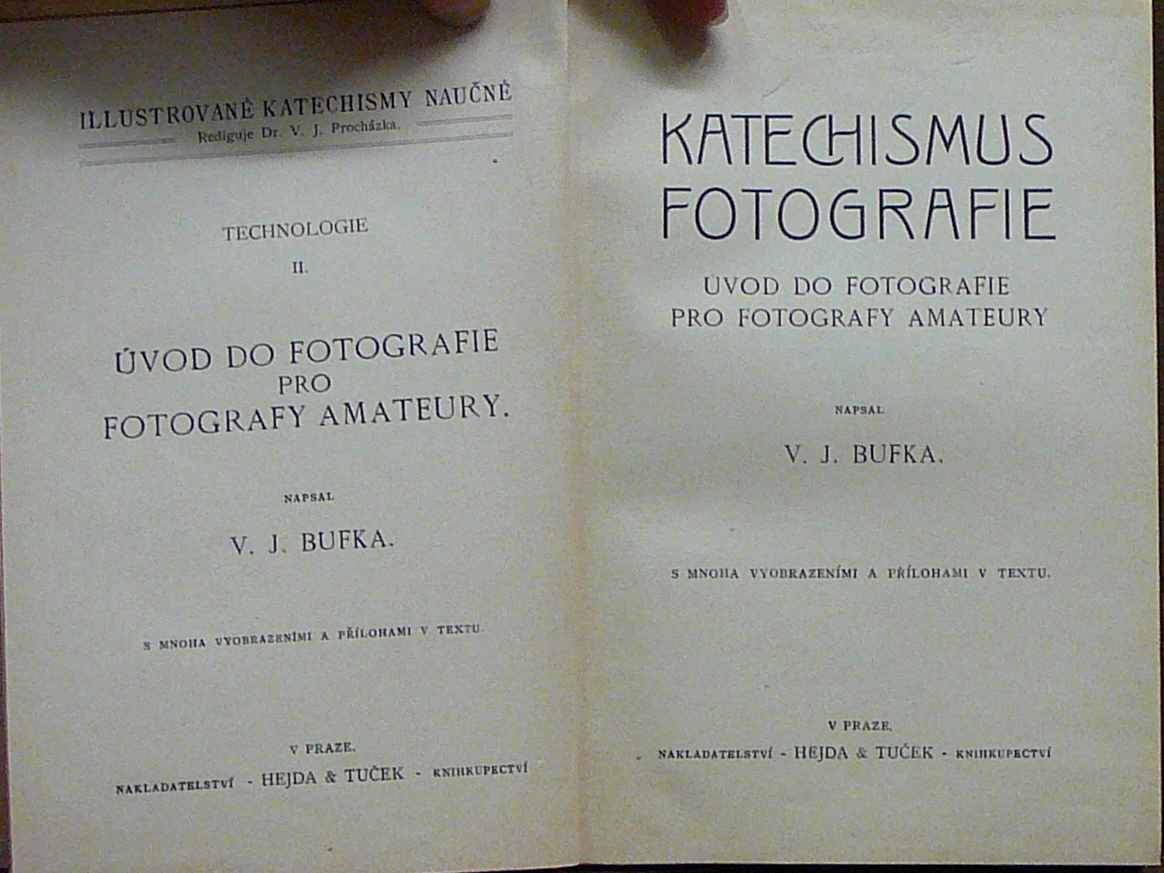 ILLUSTROVANÉ KATECHISMY NAUČNÉ
Rediguje Dr. V. J. Procházka.
TECHNOLOGIE
II.
ÚVOD DO FOTOGRAFIE
PRO
FOTOGRAFY AMATEURY.
NAPSAL
V. J. BUFKA.
S MNOHA VYOBRAZENÍMI A PŘÍLOHAMI V TEXTU.
V PRAZE.
NAKLADATELSTVÍ - HEJDA & TUČEK - KNIHKUPECTVÍ
KATECHISMUS
FOTOGRAFIE
ÚVOD DO FOTOGRAFIE
PRO FOTOGRAFY AMATEURY
NAPSAL
V. J. BUFKA.
S MNOHA VYOBRAZENÍMI A PŘÍLOHAMI V TEXTU.
V PRAZE.
NAKLADATELSTVÍ - HEJDA & TUČEK - KNIHKUPECTVÍ